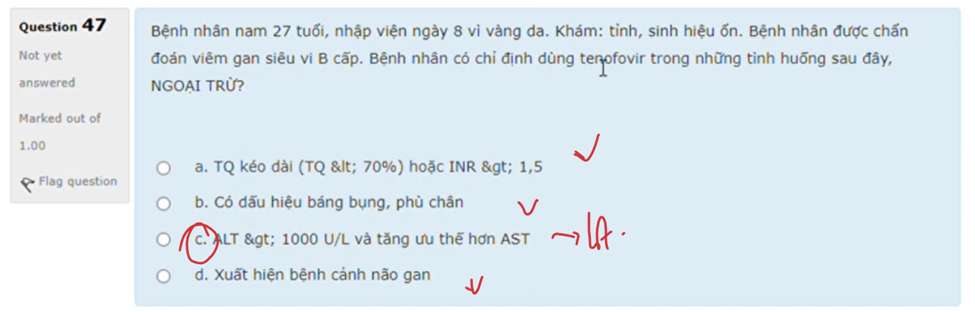 Question 47
Not yet
answered
Marked out of
1.00
Flag question
Bệnh nhân nam 27 tuổi, nhập viện ngày 8 vì vàng da. Khám: tỉnh, sinh hiệu ổn. Bệnh nhân được chẩn
đoán viêm gan siêu vi B cấp. Bệnh nhân có chỉ định dùng tenofovir trong những tình huống sau đây,
NGOẠI TRỪ?
a. TQ kéo dài (TQ &lt; 70%) hoặc INR &gt; 1,5
b. Có dấu hiệu báng bụng, phù chân
c. ALT &gt; 1000 U/L và tăng ưu thế hơn AST
d. Xuất hiện bệnh cảnh não gan